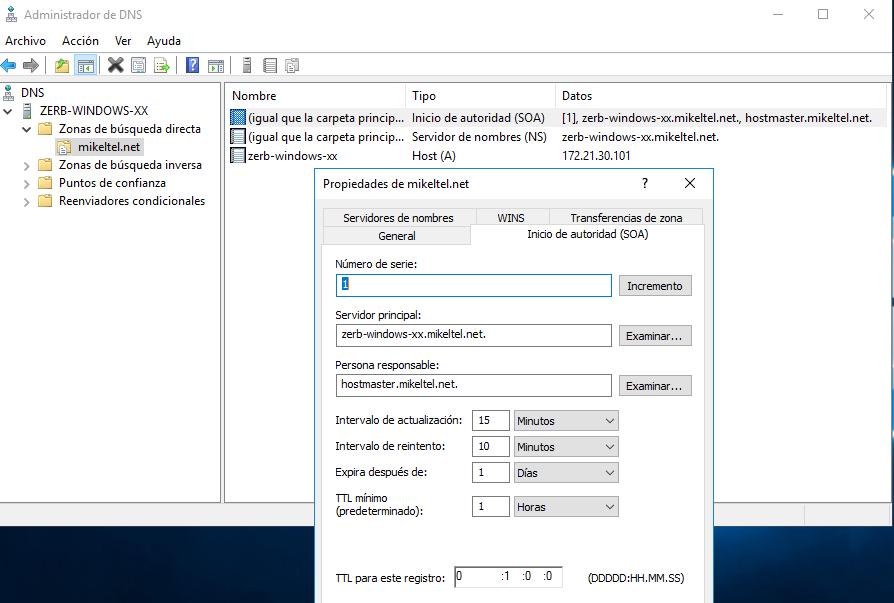 Administrador de DNS
Archivo Acción Ver Ayuda
DNS
ZERB-WINDOWS-XX
Zonas de búsqueda directa
mikeltel.net
Zonas de búsqueda inversa
Puntos de confianza
Reenviadores condicionales
Nombre Tipo Datos
(igual que la carpeta princip... Inicio de autoridad (SOA) [1], zerb-windows-xx.mikeltel.net., hostmaster.mikeltel.net.
(igual que la carpeta princip... Servidor de nombres (NS) zerb-windows-xx.mikeltel.net.
zerb-windows-xx Host (A) 172.21.30.101
Propiedades de mikeltel.net ?
Servidores de nombres WINS Transferencias de zona
General Inicio de autoridad (SOA)
Número de serie:
1 Incremento
Servidor principal:
zerb-windows-xx.mikeltel.net. Examinar...
Persona responsable:
hostmaster.mikeltel.net. Examinar...
Intervalo de actualización: 15 Minutos
Intervalo de reintento: 10 Minutos
Expira después de: 1 Días
TTL mínimo
(predeterminado): 1 Horas
TTL para este registro: 0 :1 :0 :0 (DDDDD:HH.MM.SS)